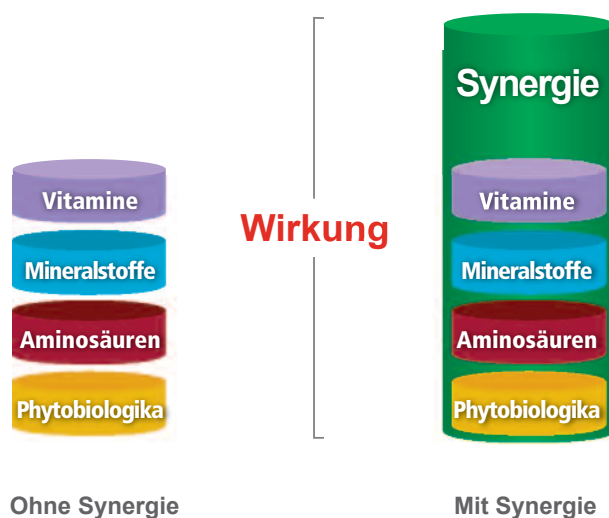 Vitamine
Mineralstoffe
Aminosäuren
Phytobiologika
Ohne Synergie
Wirkung
Synergie
Vitamine
Mineralstoffe
Aminosäuren
Phytobiologika
Mit Synergie